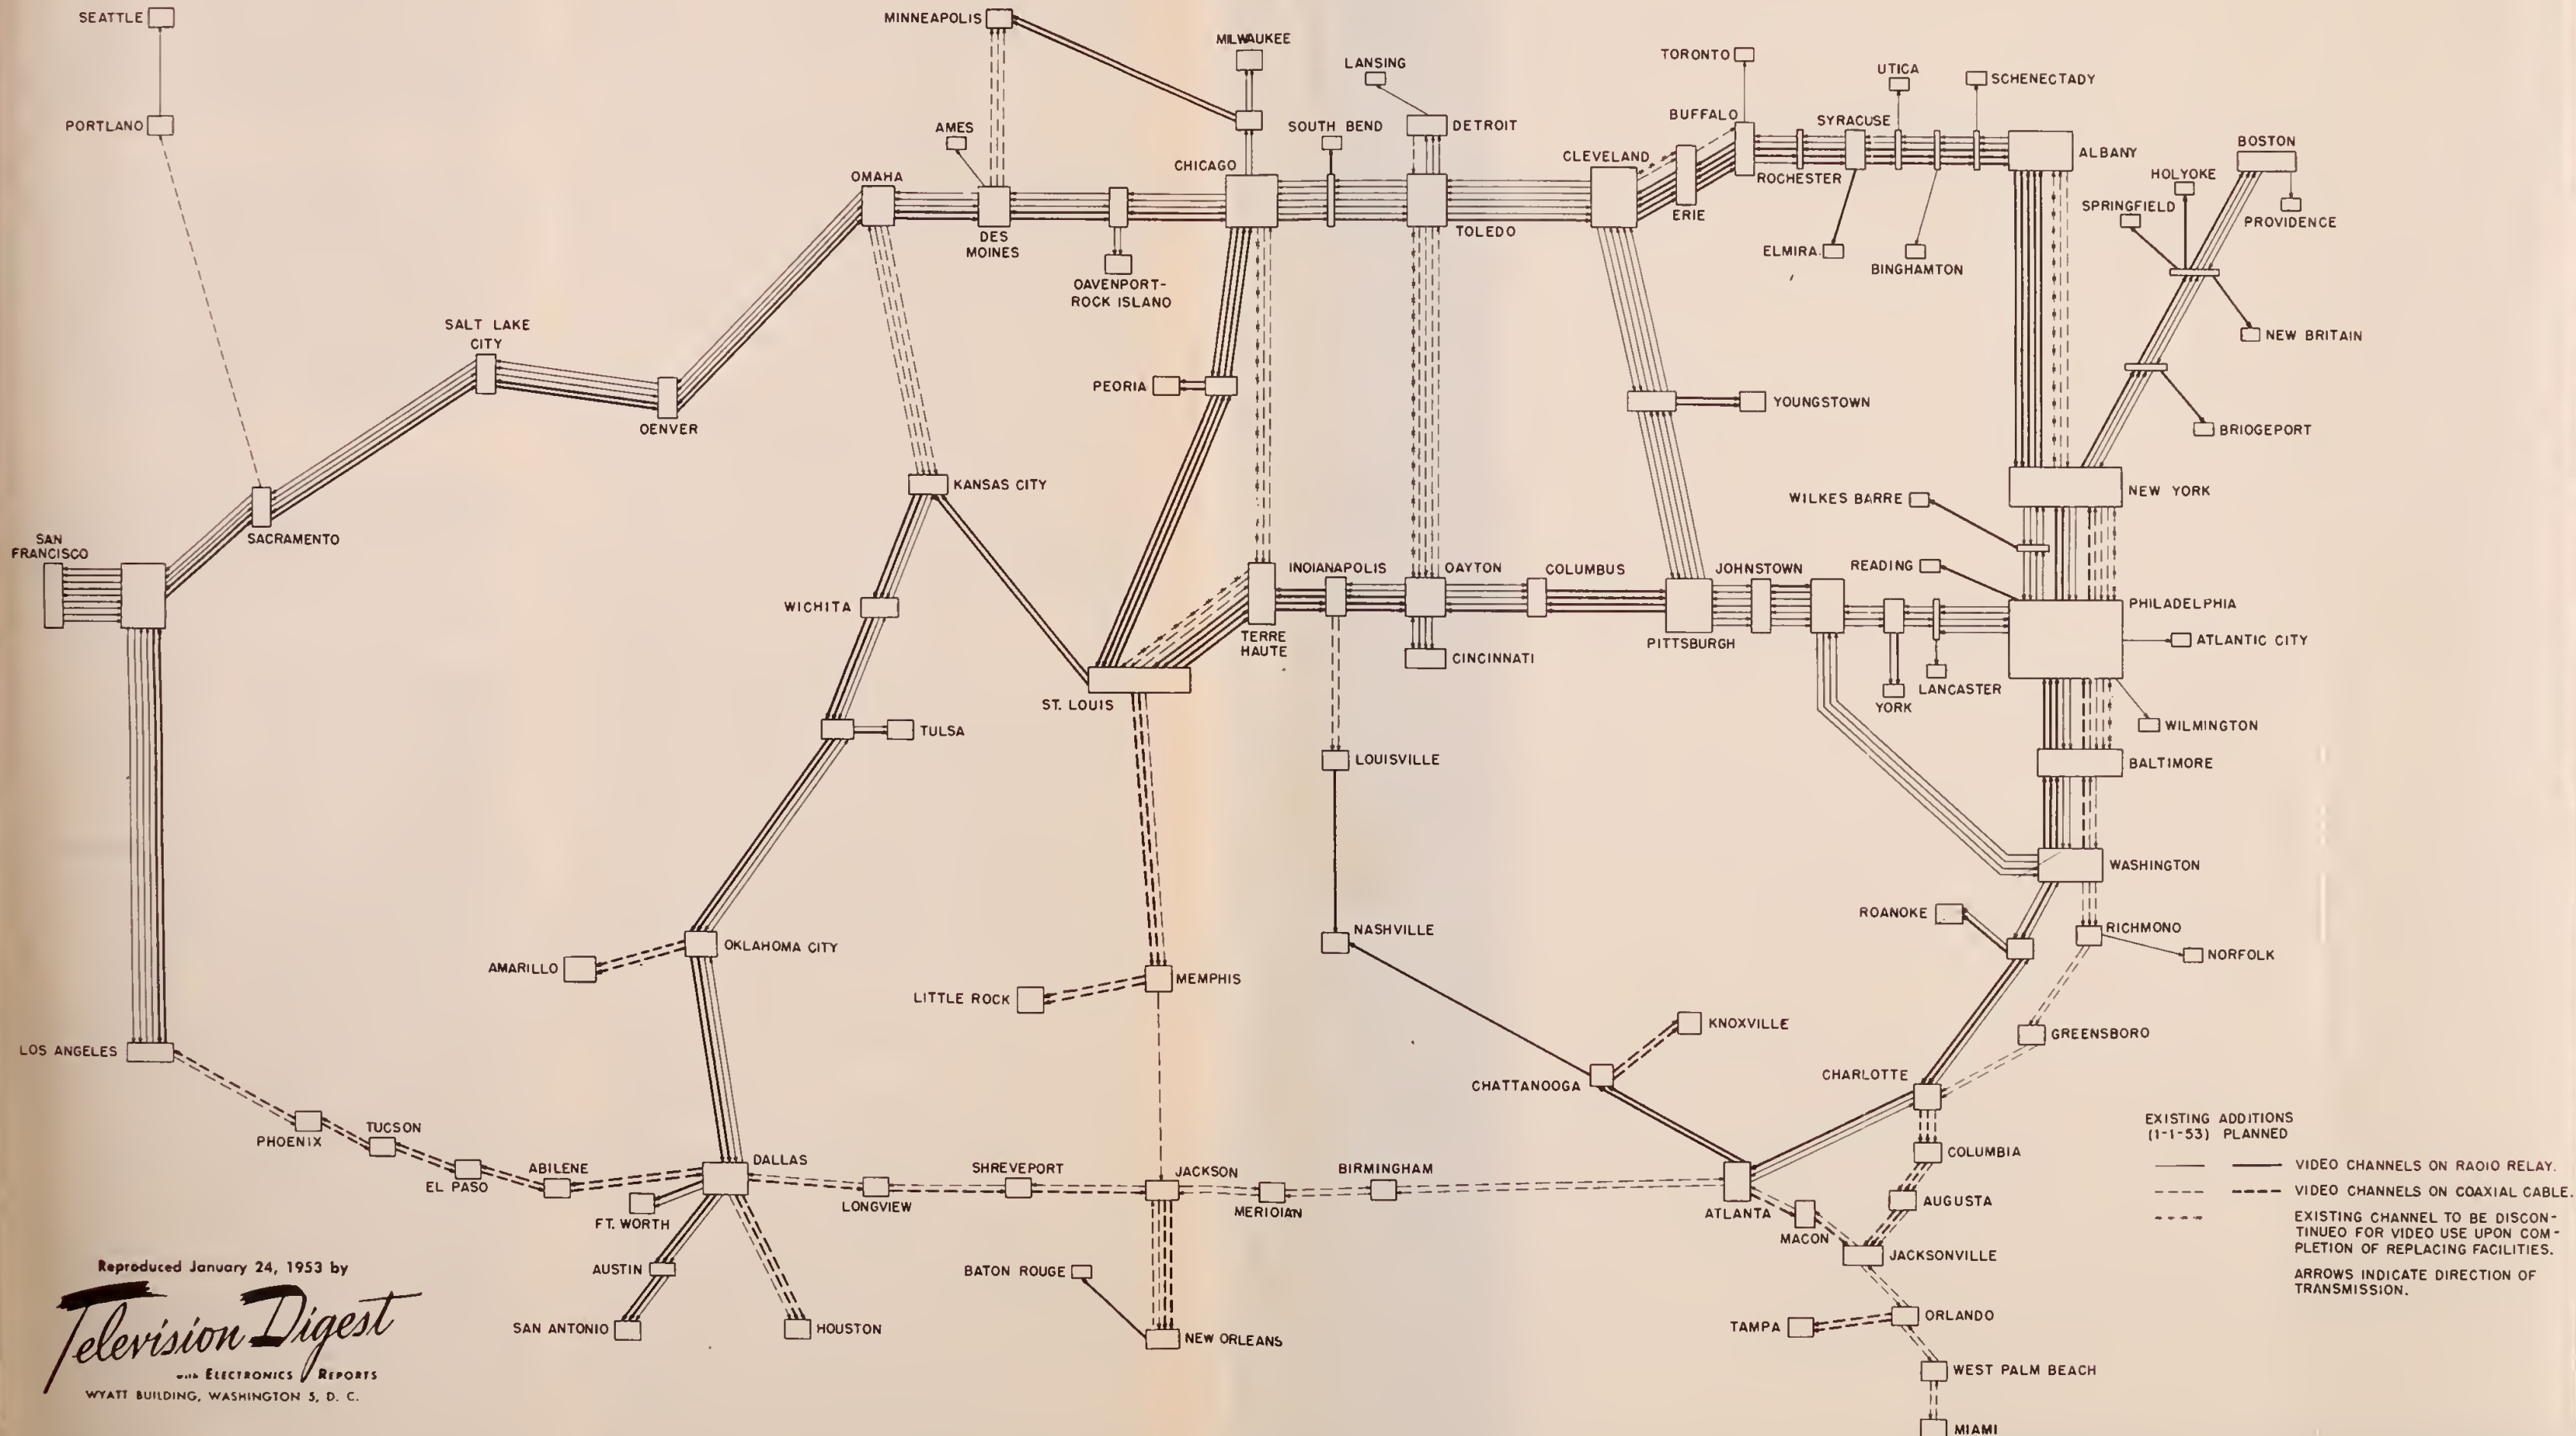 SEATTLE
MINNEAPOLIS
MILWAUKEE
LANSING
TORONTO
UTICA
SCHENECTADY
PORTLANO
AMES
SOUTH BEND
DETROIT
BUFFALO
SYRACUSE
CHICAGO
CLEVELAND
ALBANY
BOSTON
OMAHA
ROCHESTER
HOLYOKE
SPRINGFIELD
ERIE
PROVIDENCE
DES
MOINES
TOLEDO
ELMIRA
BINGHAMTON
OAVENPORT-
ROCK ISLAND
SALT LAKE
CITY
NEW BRITAIN
PEORIA
YOUNGSTOWN
OENVER
BRIOGEPORT
KANSAS CITY
WILKES BARRE
NEW YORK
SAN
FRANCISCO
SACRAMENTO
INDIANAPOLIS
OAYTON
COLUMBUS
JOHNSTOWN
READING
WICHITA
PHILADELPHIA
TERRE
HAUTE
PITTSBURGH
ATLANTIC CITY
CINCINNATI
LANCASTER
ST. LOUIS
YORK
TULSA
WILMINGTON
LOUISVILLE
BALTIMORE
WASHINGTON
ROANOKE
NASHVILLE
RICHMONO
OKLAHOMA CITY
NORFOLK
AMARILLO
MEMPHIS
LITTLE ROCK
KNOXVILLE
GREENSBORO
LOS ANGELES
CHATTANOOGA
CHARLOTTE
PHOENIX
TUCSON
EL PASO
ABILENE
DALLAS
SHREVEPORT
JACKSON
BIRMINGHAM
COLUMBIA
FT. WORTH
LONGVIEW
MERIOIAN
ATLANTA
AUGUSTA
MACON
JACKSONVILLE
AUSTIN
BATON ROUGE
SAN ANTONIO
HOUSTON
NEW ORLEANS
TAMPA
ORLANDO
WEST PALM BEACH
MIAMI
EXISTING ADDITIONS
(1-1-53) PLANNED
VIDEO CHANNELS ON RAOIO RELAY.
VIDEO CHANNELS ON COAXIAL CABLE.
EXISTING CHANNEL TO BE DISCON-
TINUEO FOR VIDEO USE UPON COM-
PLETION OF REPLACING FACILITIES.
ARROWS INDICATE DIRECTION OF
TRANSMISSION.
Reproduced January 24, 1953 by
Television Digest
with ELECTRONICS REPORTS
WYATT BUILDING, WASHINGTON 5, D. C.